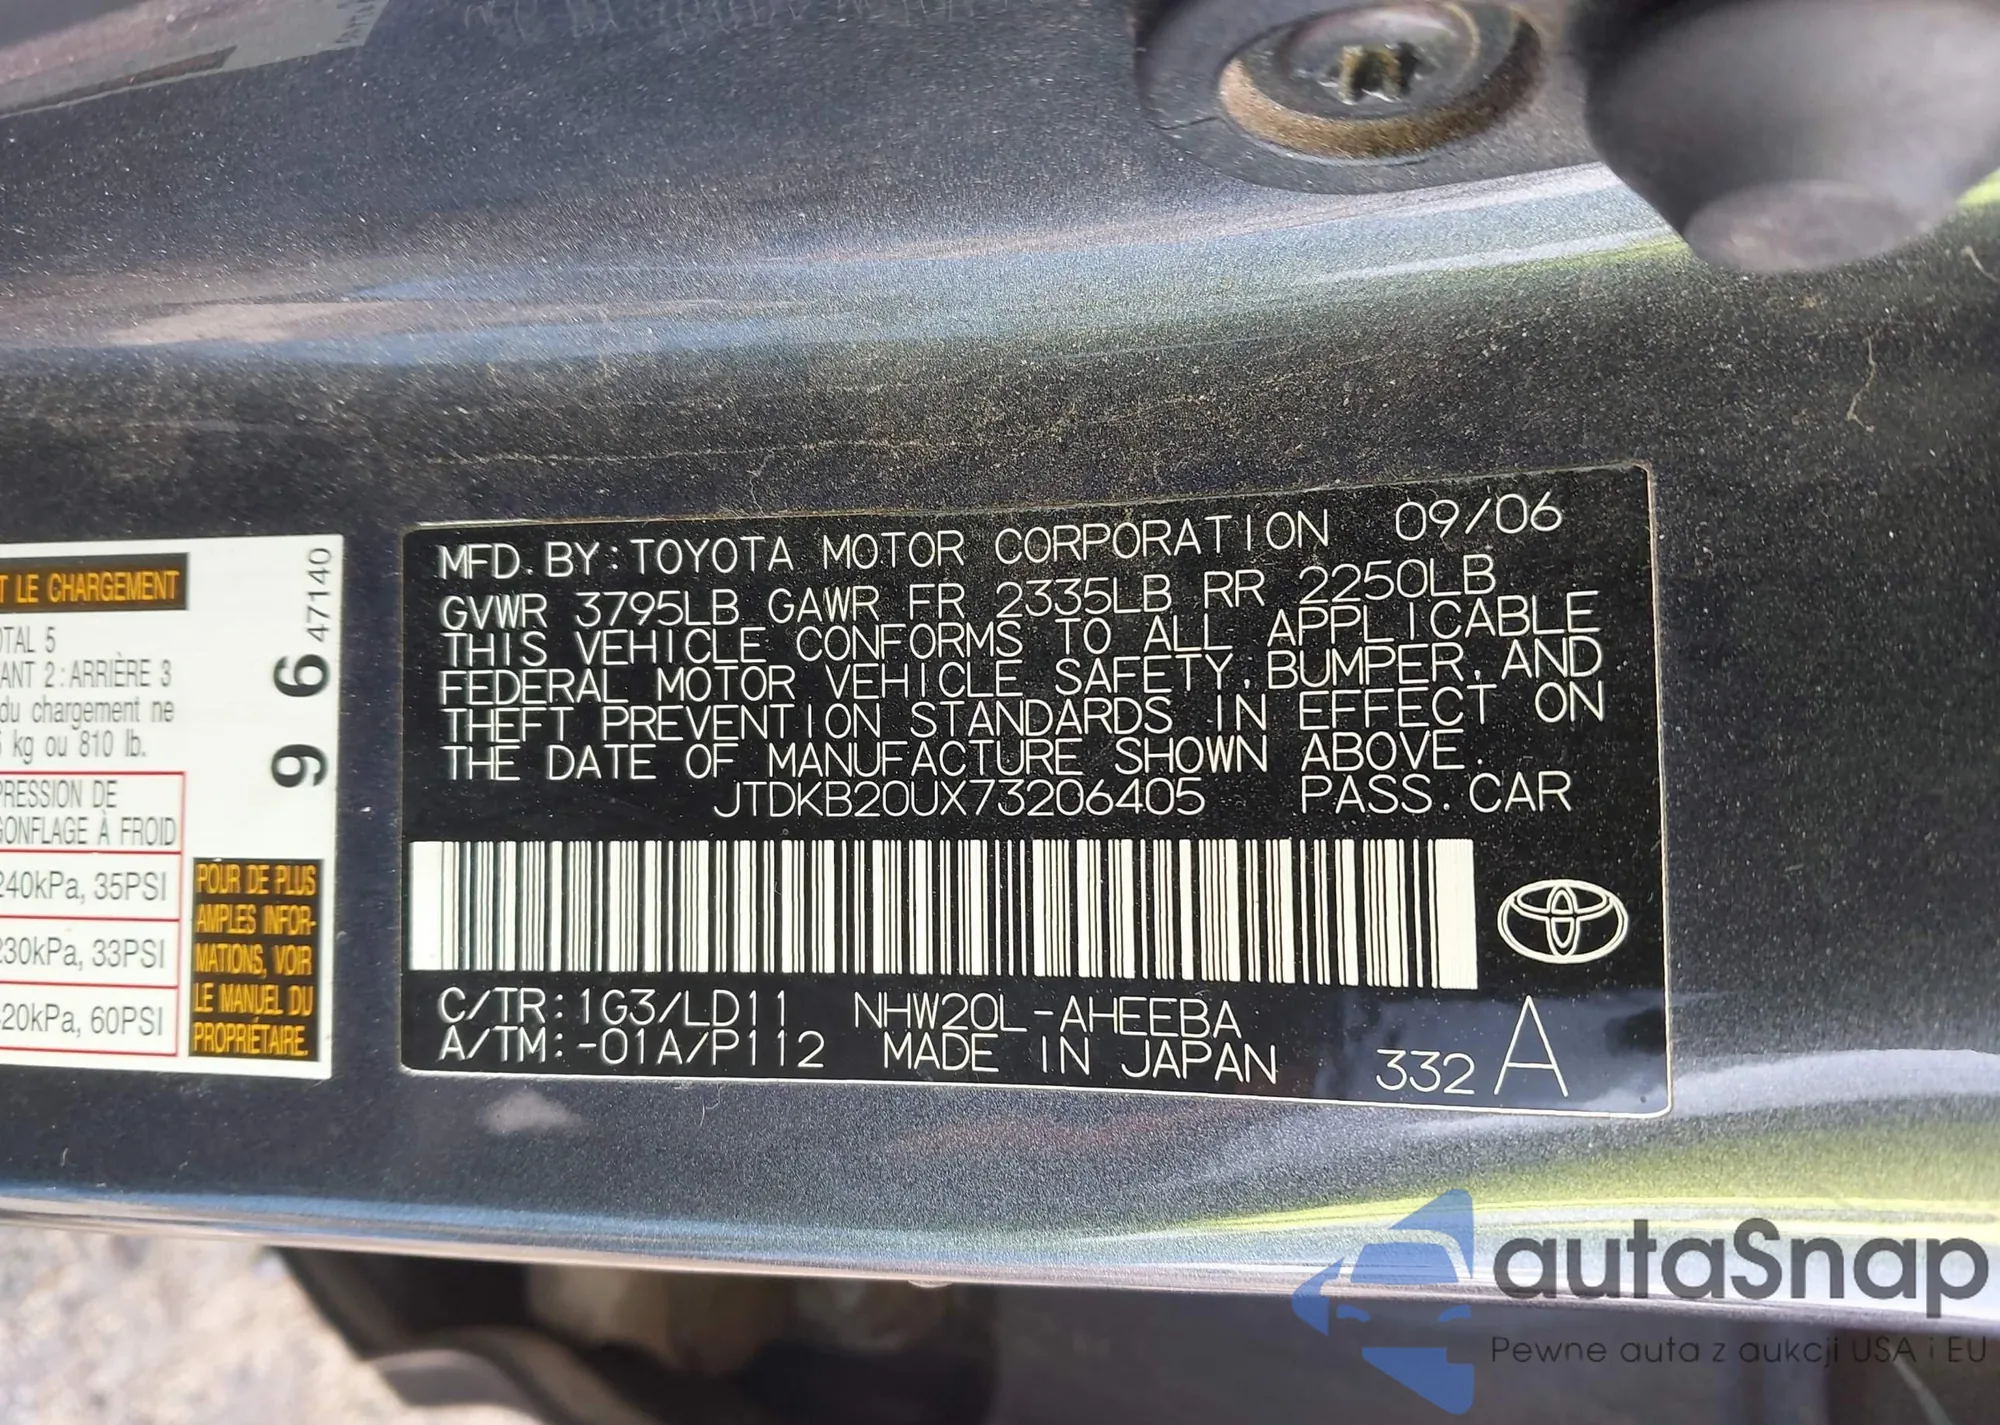 T LE CHARGEMENT
OTAL 5
ANT 2 : ARRIÈRE 3
du chargement ne
kg ou 810 lb.
PRESSION DE
GONFLAGE À FROID
240kPa, 35PSI
230kPa, 33PSI
420kPa, 60PSI
47140
9 6
POUR DE PLUS
AMPLES INFOR-
MATIONS, VOIR
LE MANUEL DU
PROPRIÉTAIRE.
MFD. BY: TOYOTA MOTOR CORPORATION 09/06
GVWR 3795LB GAWR FR 2335LB RR 2250LB
THIS VEHICLE CONFORMS TO ALL APPLICABLE
FEDERAL MOTOR VEHICLE SAFETY, BUMPER, AND
THEFT PREVENTION STANDARDS IN EFFECT ON
THE DATE OF MANUFACTURE SHOWN ABOVE.
JTDKB20UX73206405 PASS. CAR
C/TR: 1G3/LD11 NHW20L-AHEEBA
A/TM: -01A/P112 MADE IN JAPAN 332 A
autaSnap
Pewne auta z aukcji USA i EU